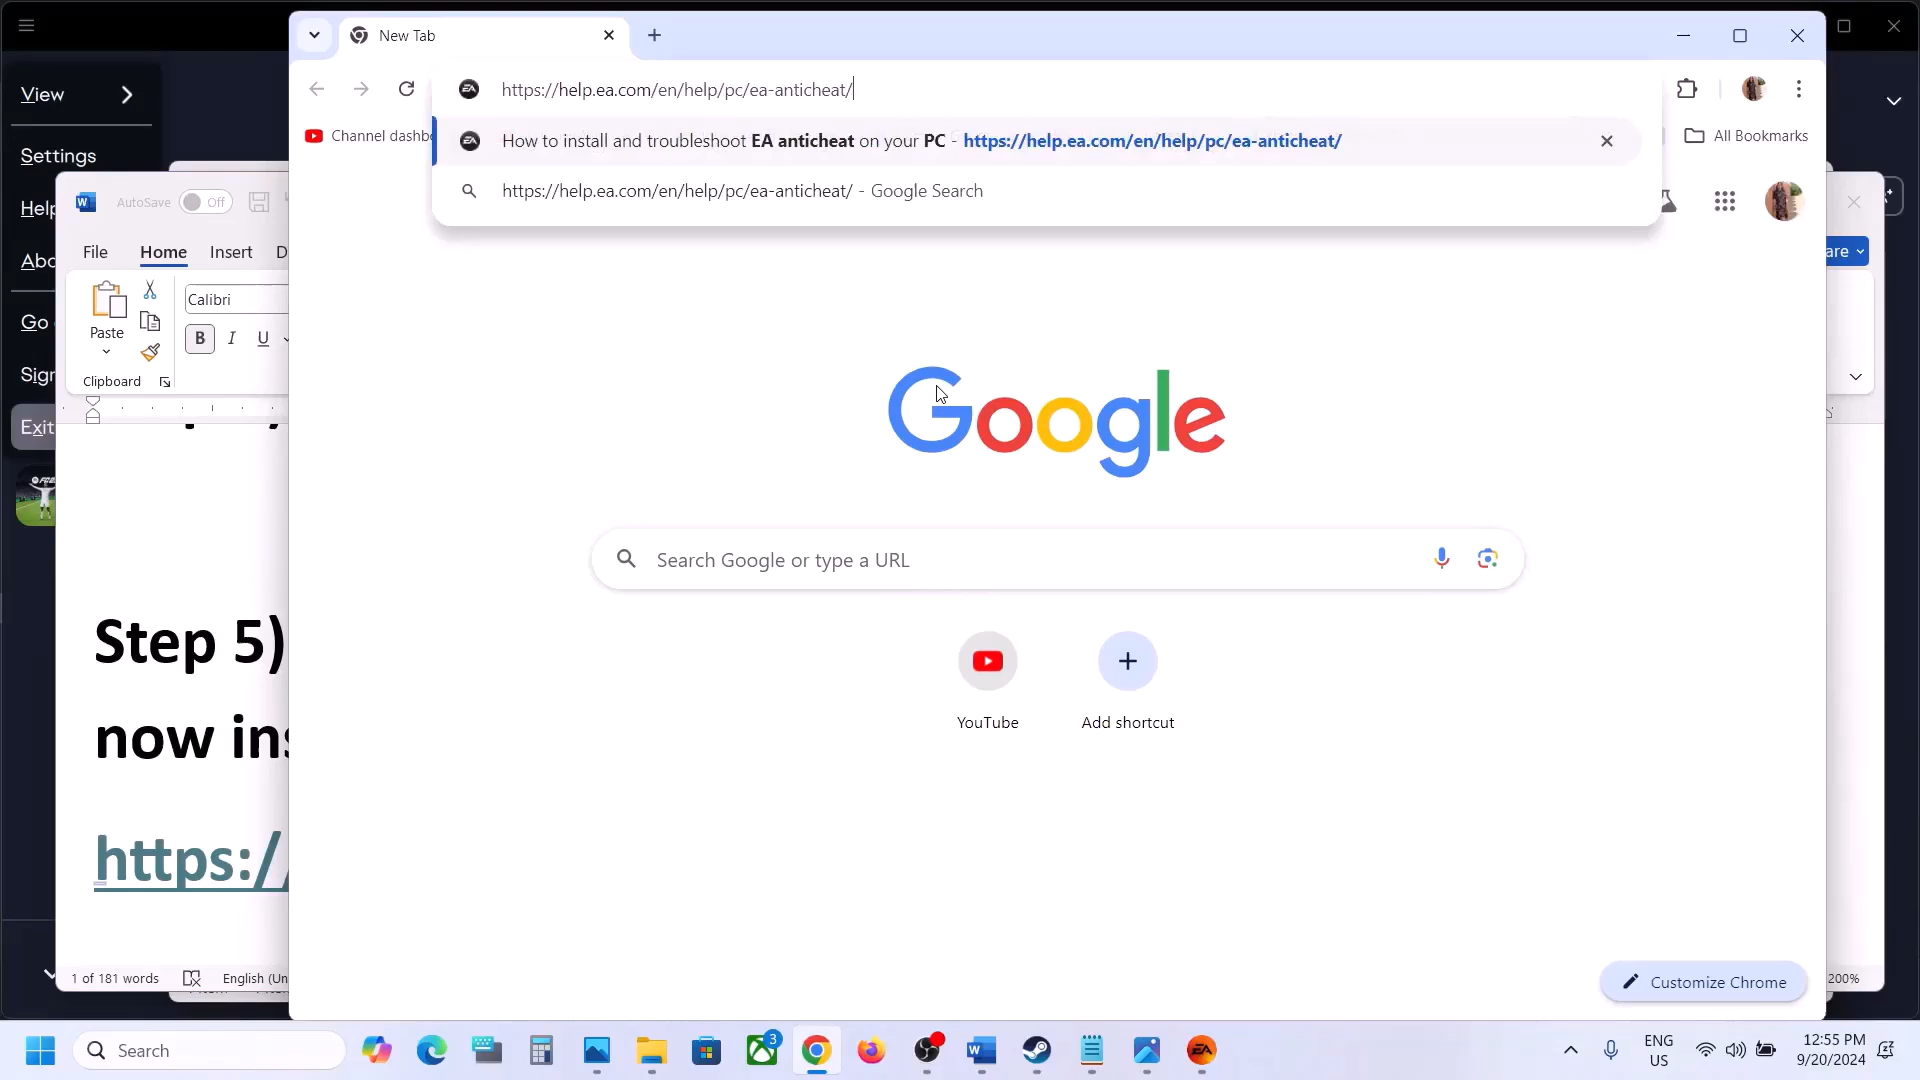 New Tab
https://help.ea.com/en/help/pc/ea-anticheat/
How to install and troubleshoot EA anticheat on your PC - https://help.ea.com/en/help/pc/ea-anticheat/
https://help.ea.com/en/help/pc/ea-anticheat/ - Google Search
Channel dashbo
All Bookmarks
View
Settings
Help
Abo
Go
Sign
Exit
AutoSave
Off
File
Home
Insert
D
are
Calibri
Paste
B
I
U
Clipboard
Google
Search Google or type a URL
YouTube
Add shortcut
Step 5)
now ins
https://
1 of 181 words
English (Un
200%
Customize Chrome
Search
3
ENG
US
12:55 PM
9/20/2024